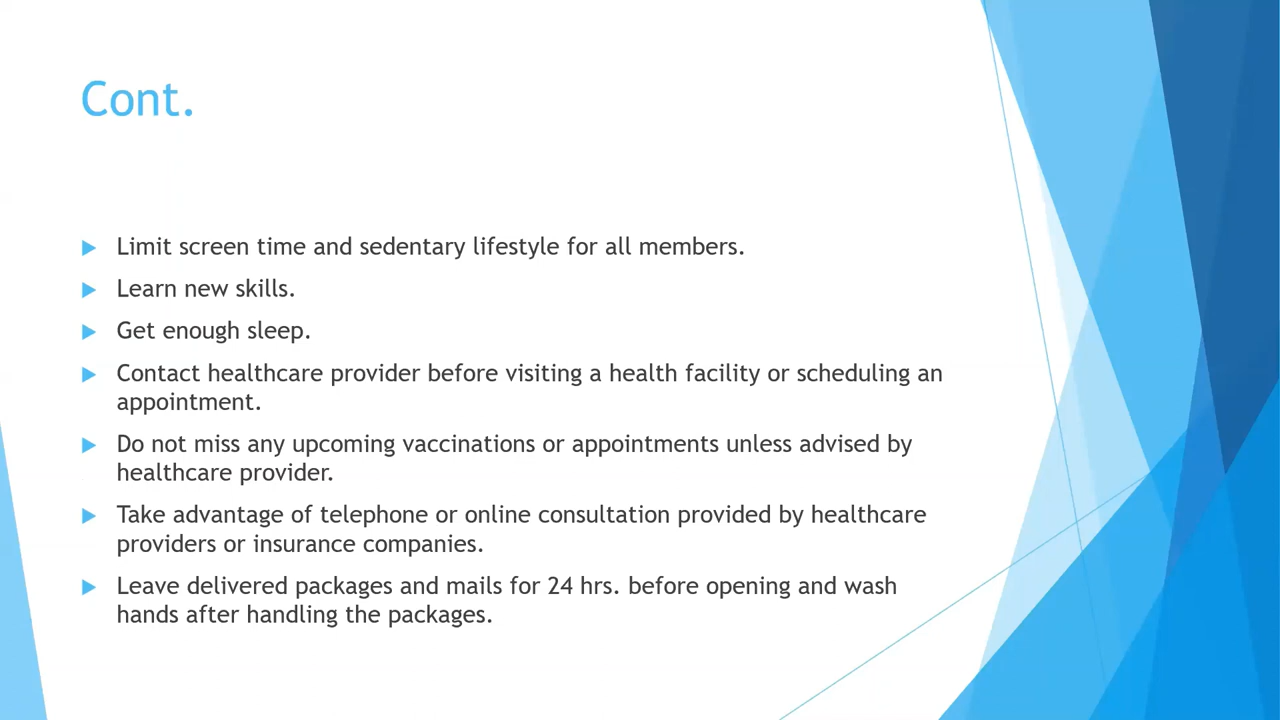 Cont.
Limit screen time and sedentary lifestyle for all members.
Learn new skills.
Get enough sleep.
Contact healthcare provider before visiting a health facility or scheduling an
appointment.
Do not miss any upcoming vaccinations or appointments unless advised by
healthcare provider.
Take advantage of telephone or online consultation provided by healthcare
providers or insurance companies.
Leave delivered packages and mails for 24 hrs. before opening and wash
hands after handling the packages.